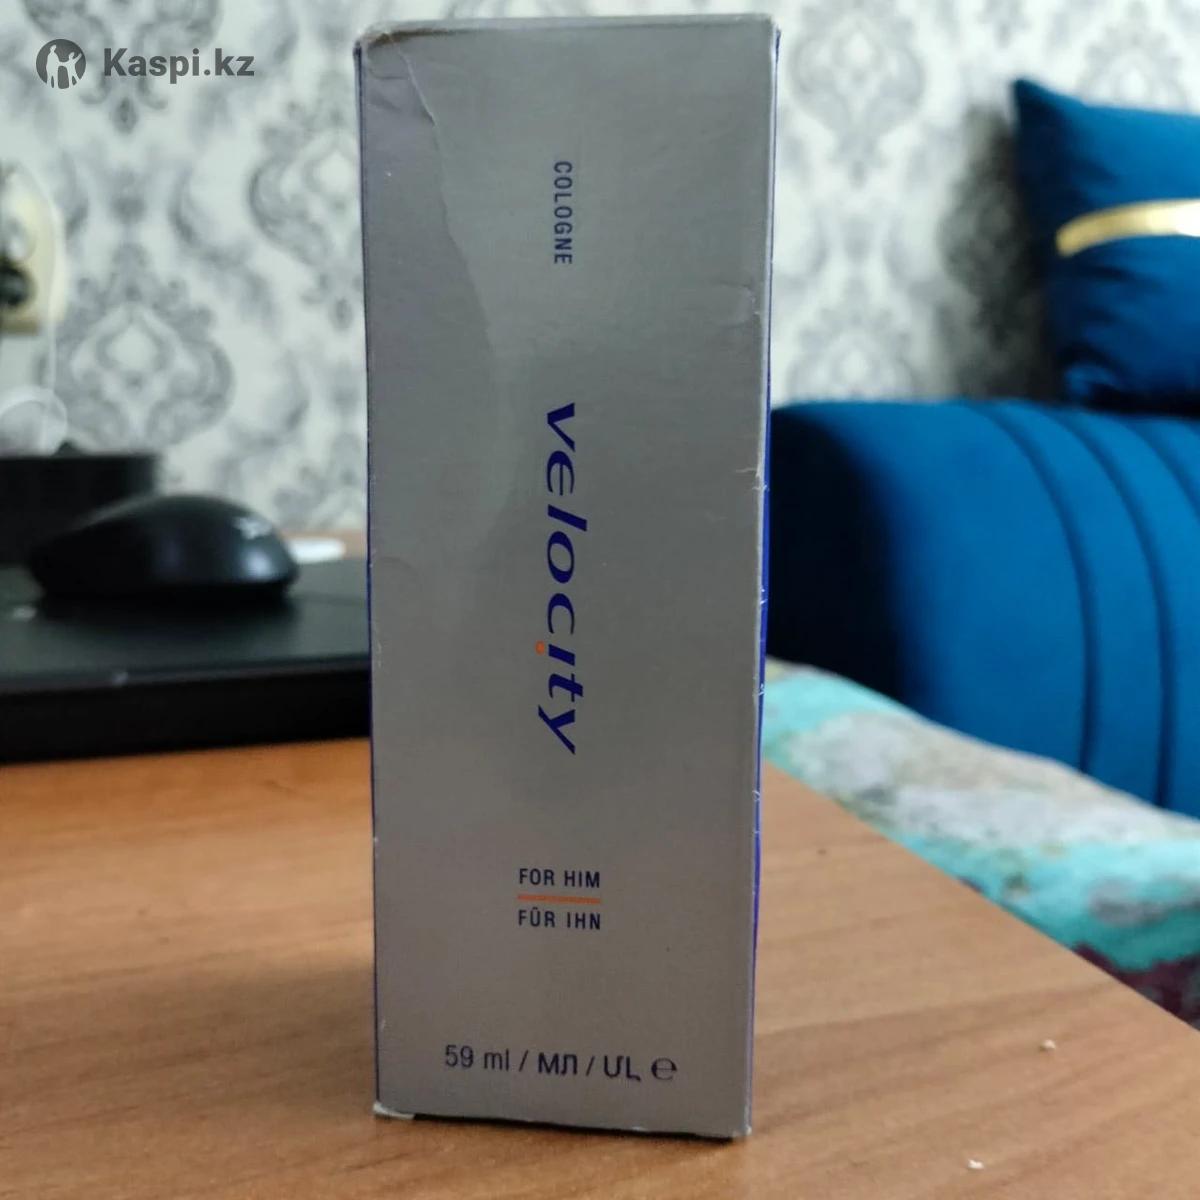 Kaspi.kz
COLOGNE
velocity
FOR HIM
FÜR IHN
59 ml / МЛ / ՄԼ ℮